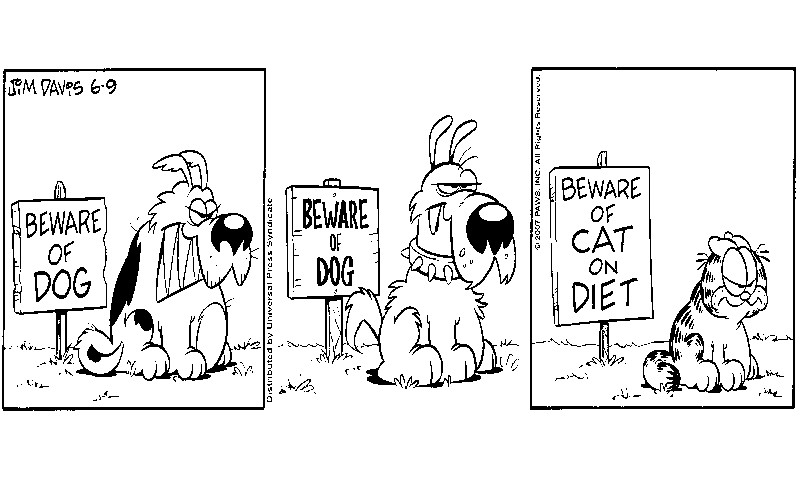 JIM DAVIS 6-9
BEWARE
OF
DOG
Distributed by Universal Press Syndicate
BEWARE
OF
DOG
© 2007 PAWS, INC. All Rights Reserved.
BEWARE
OF
CAT
ON
DIET